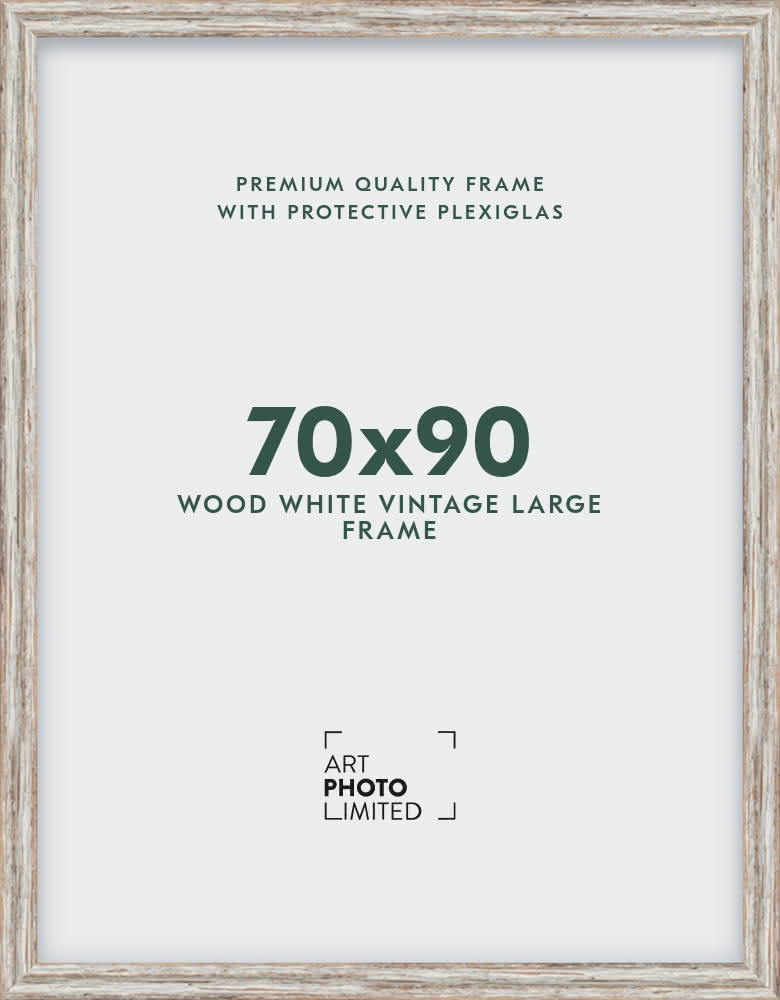 PREMIUM QUALITY FRAME
WITH PROTECTIVE PLEXIGLAS
70x90
WOOD WHITE VINTAGE LARGE
FRAME
ART
PHOTO
LIMITED